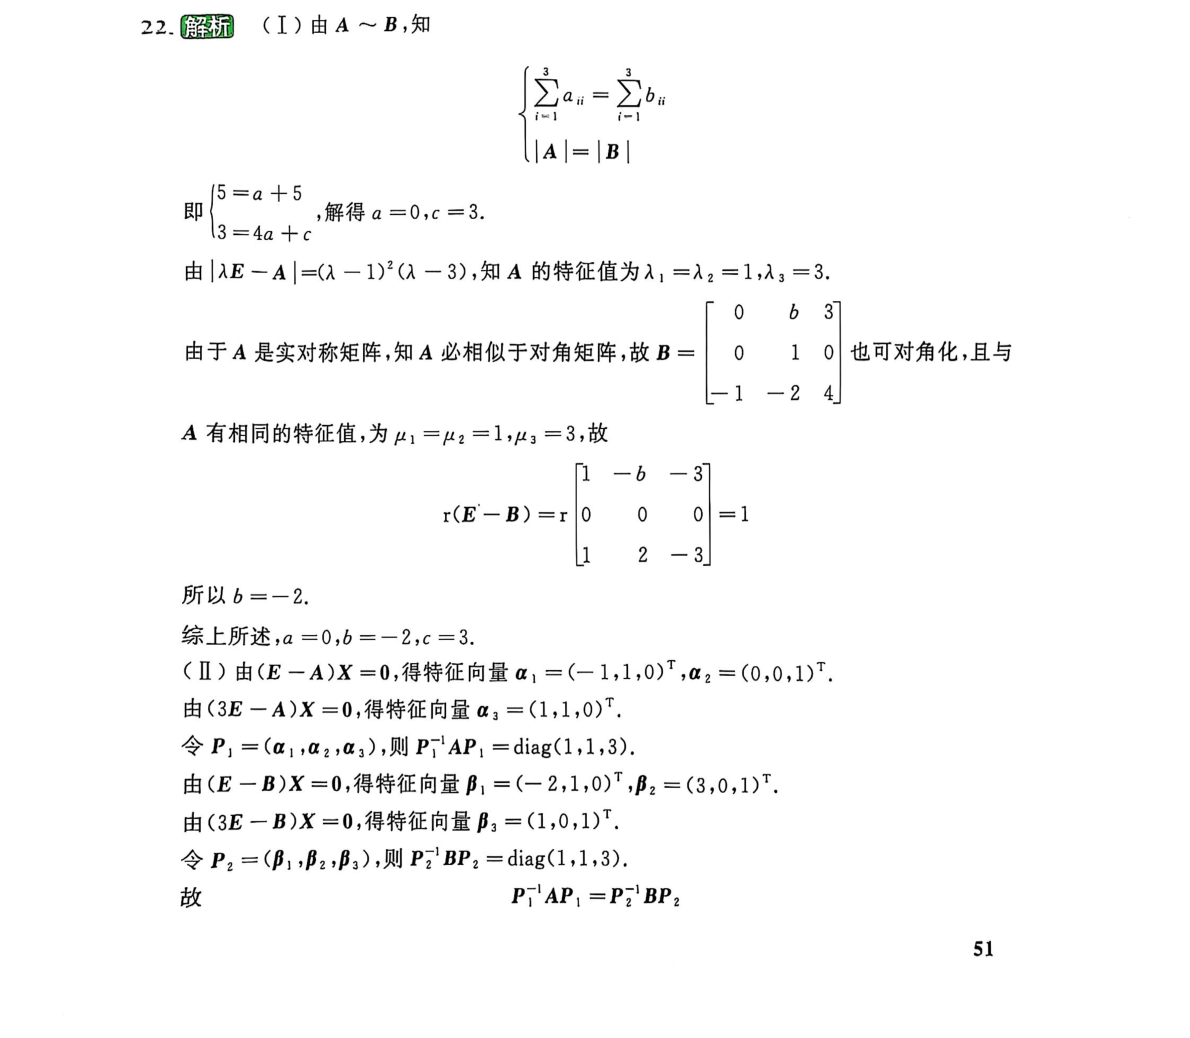 22. 解析 (Ⅰ)由 A ~ B,知
{ ∑_{i=1}^{3} a_{ii} = ∑_{i=1}^{3} b_{ii}
|A|=|B|
即 { 5=a+5
3=4a+c ,解得 a=0,c=3.
由|λE-A|=(λ-1)²(λ-3),知 A 的特征值为λ₁=λ₂=1,λ₃=3.
由于 A 是实对称矩阵,知 A 必相似于对角矩阵,故 B = [ 0 b 3
0 1 0
-1 -2 4 ] 也可对角化,且与
A 有相同的特征值,为 μ₁=μ₂=1,μ₃=3,故
r(E-B)=r [ 1 -b -3
0 0 0
1 2 -3 ] =1
所以 b=-2.
综上所述,a=0,b=-2,c=3.
(Ⅱ)由(E-A)X=0,得特征向量 α₁=(-1,1,0)ᵀ,α₂=(0,0,1)ᵀ.
由(3E-A)X=0,得特征向量 α₃=(1,1,0)ᵀ.
令 P₁=(α₁,α₂,α₃),则 P₁⁻¹AP₁=diag(1,1,3).
由(E-B)X=0,得特征向量 β₁=(-2,1,0)ᵀ,β₂=(3,0,1)ᵀ.
由(3E-B)X=0,得特征向量 β₃=(1,0,1)ᵀ.
令 P₂=(β₁,β₂,β₃),则 P₂⁻¹BP₂=diag(1,1,3).
故 P₁⁻¹AP₁=P₂⁻¹BP₂
51